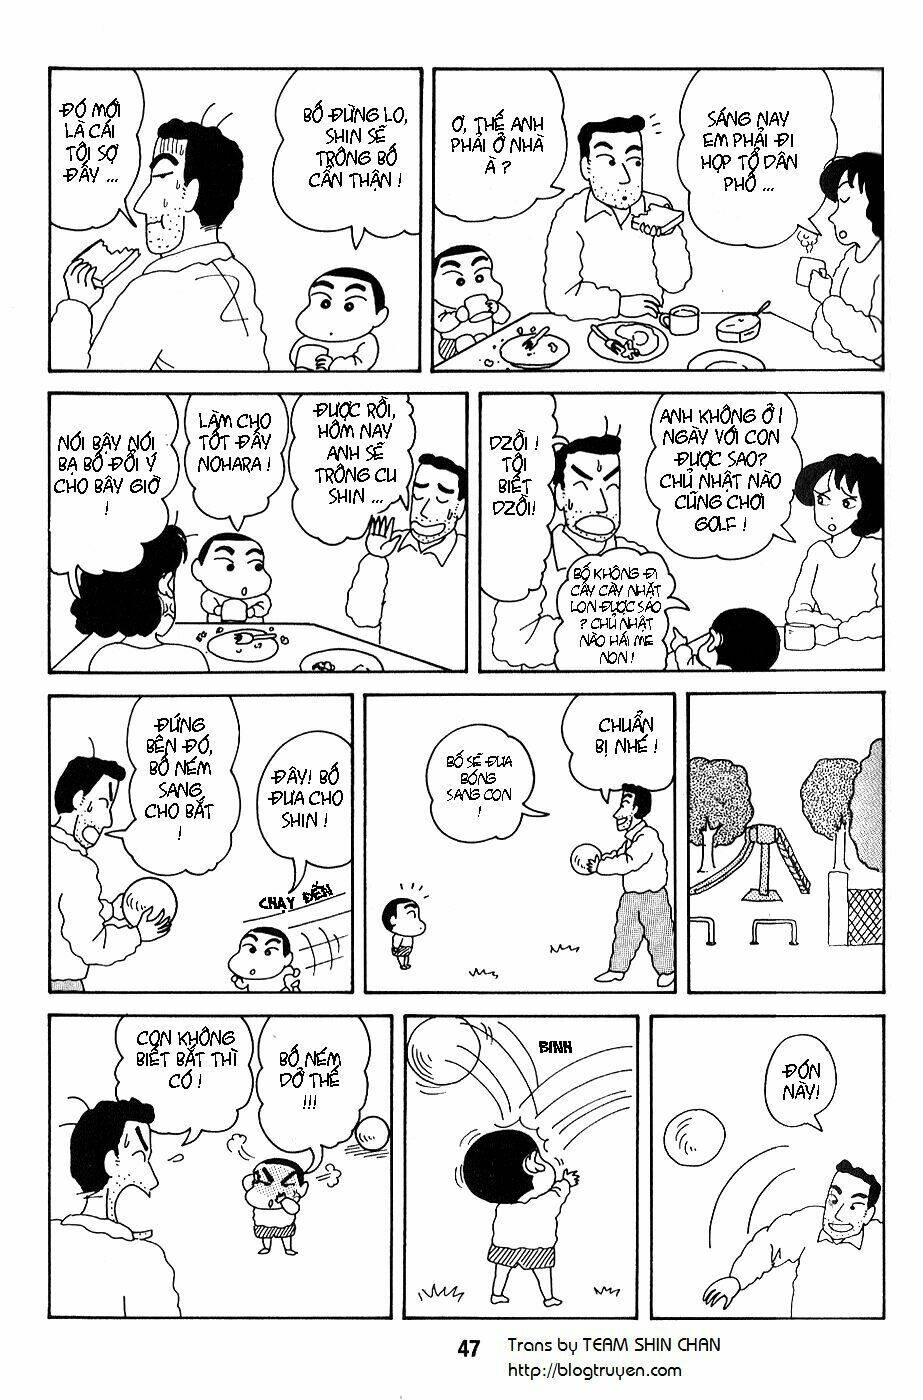 SÁNG NAY
EM PHẢI ĐI
HỌP TỔ DÂN
PHỐ ...
Ơ, THẾ ANH
PHẢI Ở NHÀ
À ?
BỐ ĐỪNG LO,
SHIN SẼ
TRÔNG BỐ
CẨN THẬN !
ĐÓ MỚI
LÀ CÁI
TÔI SỢ
ĐẤY ...
ANH KHÔNG Ở 1
NGÀY VỚI CON
ĐƯỢC SAO?
CHỦ NHẬT NÀO
CŨNG CHƠI
GOLF !
BỐ KHÔNG ĐI
CẦY CẦY NHẬT
LON ĐƯỢC SAO
? CHỦ NHẬT
NÀO HÁI ME
NON !
DZỒI !
TÔI
BIẾT
DZỒI!
ĐƯỢC RỒI,
HÔM NAY
ANH SẼ
TRÔNG CU
SHIN ...
LÀM CHO
TỐT ĐẤY
NOHARA !
NÓI BẬY NÓI
BẠ BỐ ĐỔI Ý
CHO BÂY GIỜ
!
CHUẨN
BỊ NHÉ !
BỐ SẼ ĐƯA
BÓNG
SANG CON
!
ĐÂY! BỐ
ĐƯA CHO
SHIN !
CHẠY ĐẾN
ĐỨNG
BÊN ĐÓ,
BỐ NÉM
SANG
CHO BẮT
!
ĐÓN
NÀY!
BINH
BỐ NÉM
DỞ THẾ
!!!
CON KHÔNG
BIẾT BẮT THÌ
CÓ !
47
Trans by TEAM SHIN CHAN
http://blogtruyen.com